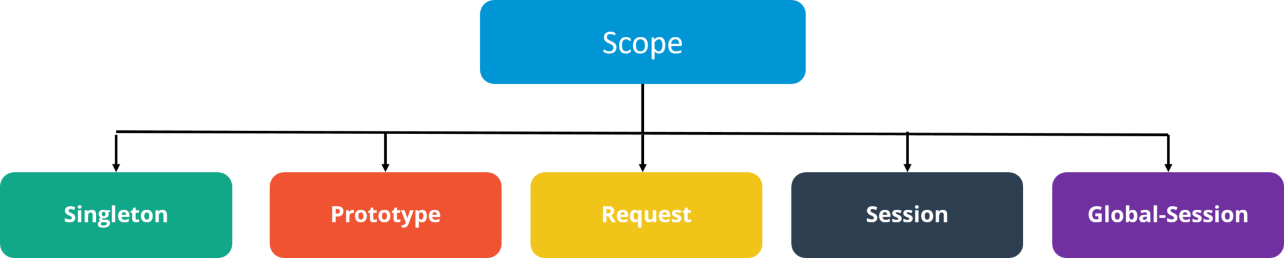 Scope
Singleton
Prototype
Request
Session
Global-Session